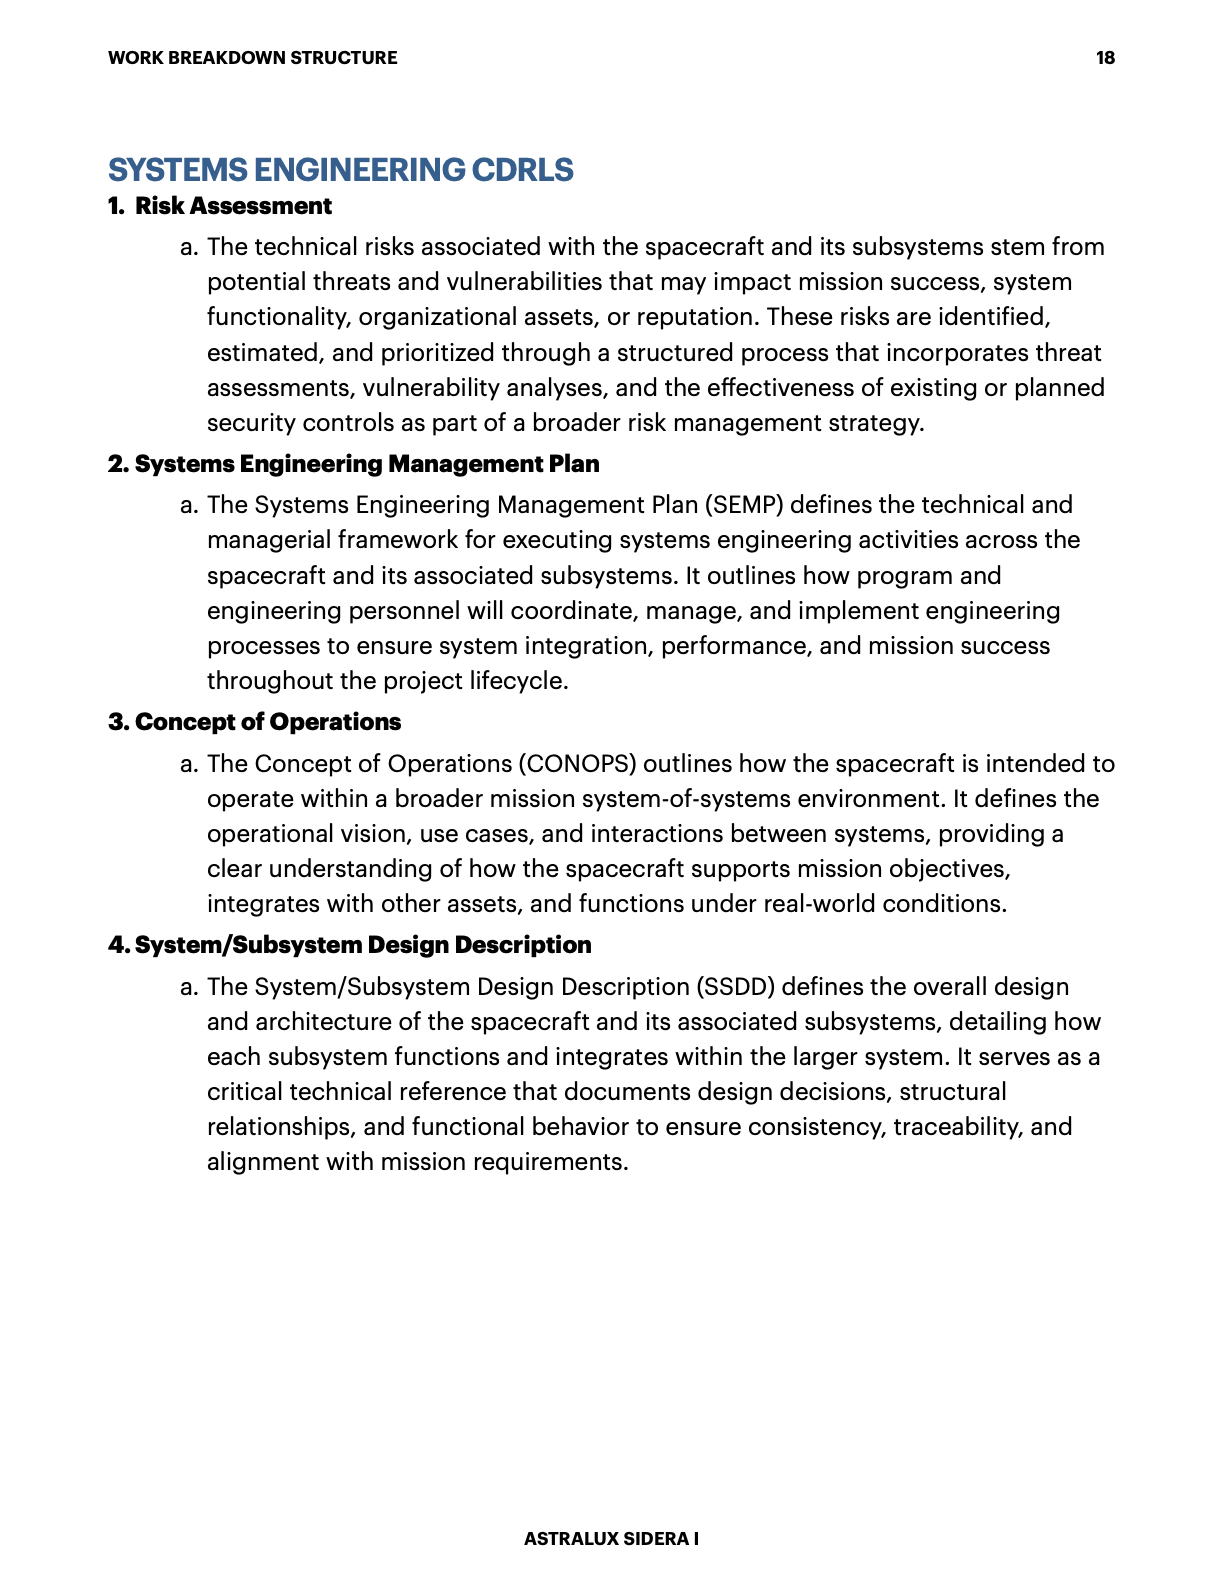 WORK BREAKDOWN STRUCTURE 18
SYSTEMS ENGINEERING CDRLS
1. Risk Assessment
a. The technical risks associated with the spacecraft and its subsystems stem from
potential threats and vulnerabilities that may impact mission success, system
functionality, organizational assets, or reputation. These risks are identified,
estimated, and prioritized through a structured process that incorporates threat
assessments, vulnerability analyses, and the effectiveness of existing or planned
security controls as part of a broader risk management strategy.
2. Systems Engineering Management Plan
a. The Systems Engineering Management Plan (SEMP) defines the technical and
managerial framework for executing systems engineering activities across the
spacecraft and its associated subsystems. It outlines how program and
engineering personnel will coordinate, manage, and implement engineering
processes to ensure system integration, performance, and mission success
throughout the project lifecycle.
3. Concept of Operations
a. The Concept of Operations (CONOPS) outlines how the spacecraft is intended to
operate within a broader mission system-of-systems environment. It defines the
operational vision, use cases, and interactions between systems, providing a
clear understanding of how the spacecraft supports mission objectives,
integrates with other assets, and functions under real-world conditions.
4. System/Subsystem Design Description
a. The System/Subsystem Design Description (SSDD) defines the overall design
and architecture of the spacecraft and its associated subsystems, detailing how
each subsystem functions and integrates within the larger system. It serves as a
critical technical reference that documents design decisions, structural
relationships, and functional behavior to ensure consistency, traceability, and
alignment with mission requirements.
ASTRALUX SIDERA I